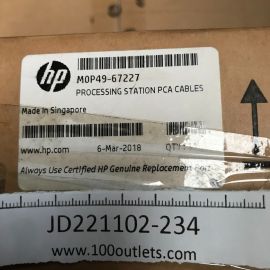 hp
M0P49-67227
PROCESSING STATION PCA CABLES
Made In Singapore
www.hp.com 6-Mar-2018 QTY
Always Use Certified HP Genuine Replacement
JD221102-234
www.100outlets.com